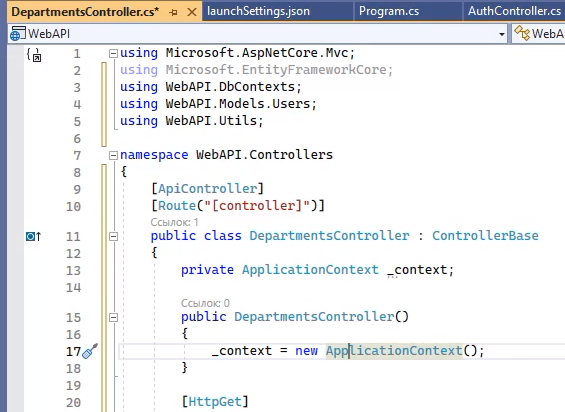 DepartmentsController.cs* launchSettings.json Program.cs AuthController.cs
WebAPI WebA
1 using Microsoft.AspNetCore.Mvc;
2 using Microsoft.EntityFrameworkCore;
3 using WebAPI.DbContexts;
4 using WebAPI.Models.Users;
5 using WebAPI.Utils;
6
7 namespace WebAPI.Controllers
8 {
9 [ApiController]
10 [Route("[controller]")]
Ссылок: 1
11 public class DepartmentsController : ControllerBase
12 {
13 private ApplicationContext _context;
14
Ссылок: 0
15 public DepartmentsController()
16 {
17 _context = new ApplicationContext();
18 }
19
20 [HttpGet]